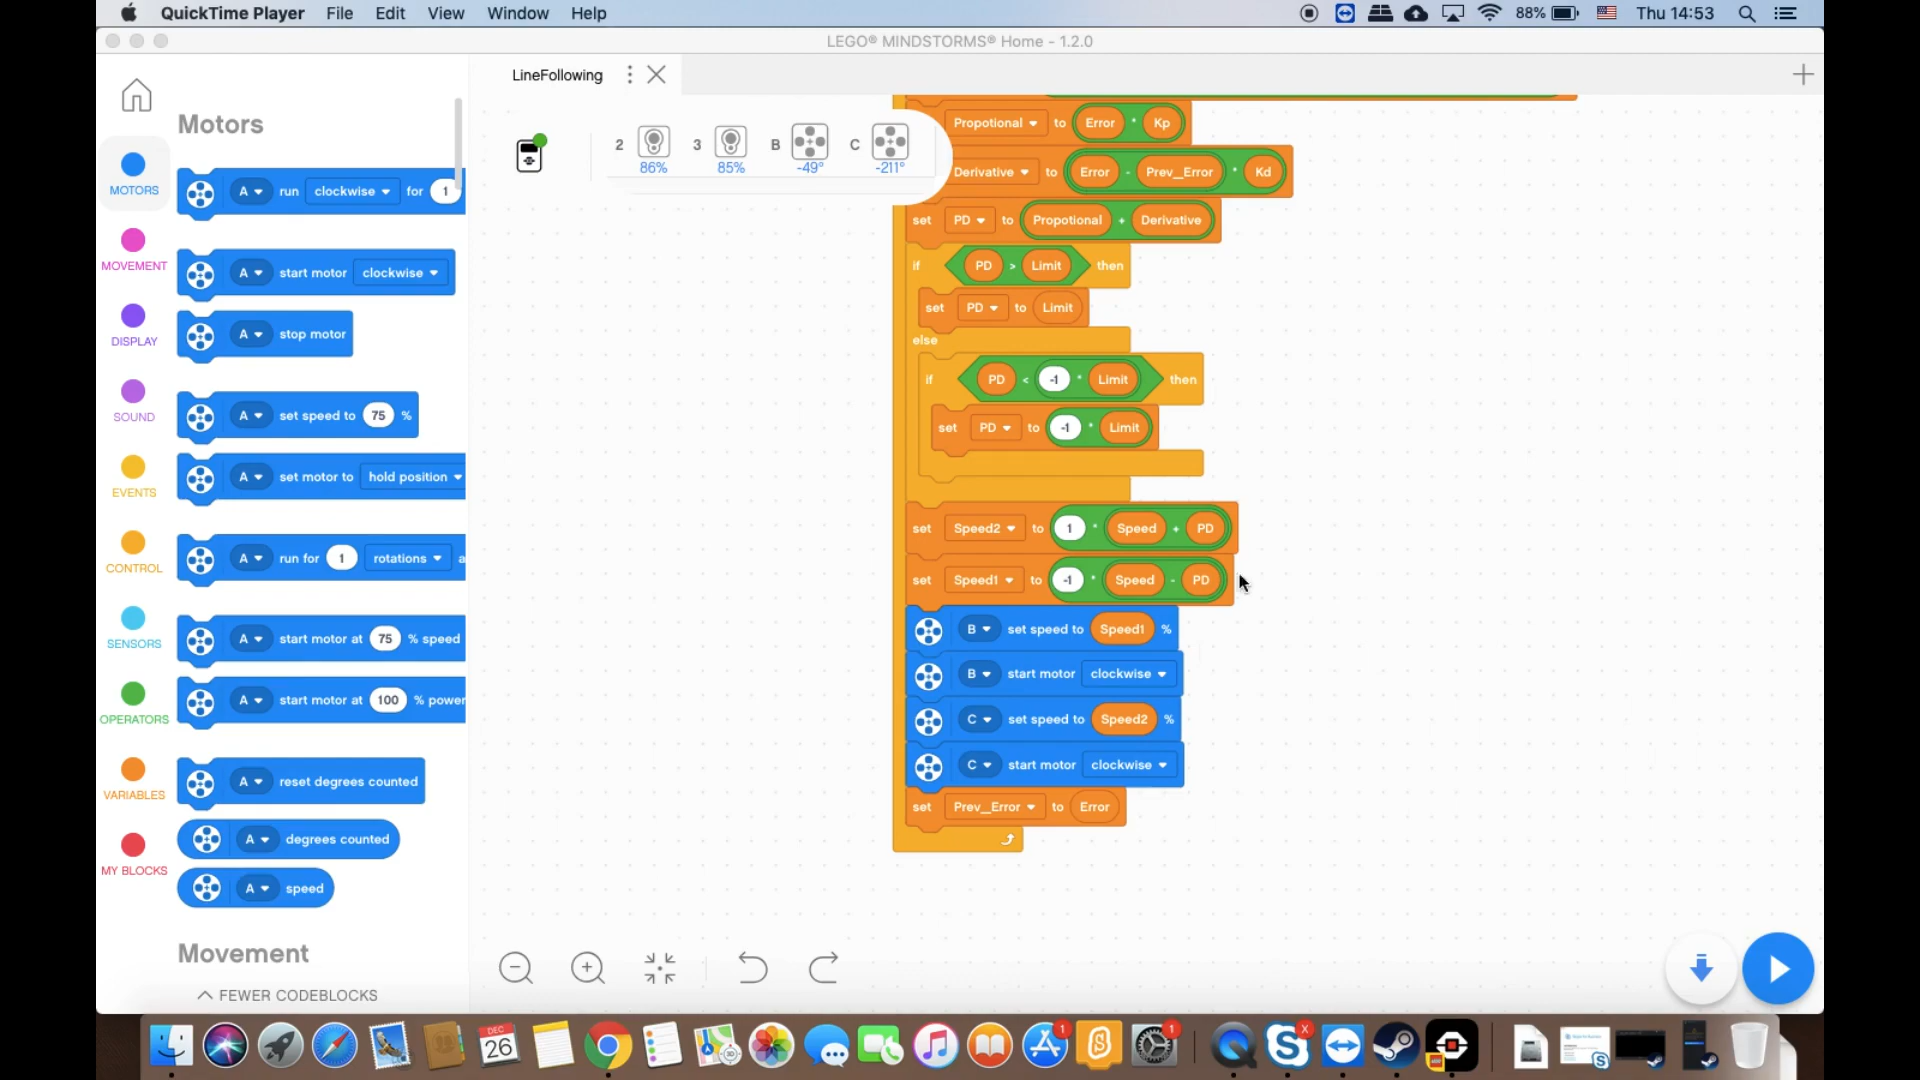 QuickTime Player File Edit View Window Help 88% Thu 14:53
LEGO® MINDSTORMS® Home - 1.2.0
LineFollowing
Motors
MOTORS
MOVEMENT
DISPLAY
SOUND
EVENTS
CONTROL
SENSORS
OPERATORS
VARIABLES
MY BLOCKS
A run clockwise for 1
A start motor clockwise
A stop motor
A set speed to 75 %
A set motor to hold position
A run for 1 rotations a
A start motor at 75 % speed
A start motor at 100 % power
A reset degrees counted
A degrees counted
A speed
Movement
FEWER CODEBLOCKS
2 3 B C
86% 85% -49° -211°
Propotional to Error * Kp
Derivative to Error - Prev_Error * Kd
set PD to Propotional + Derivative
if PD > Limit then
set PD to Limit
else
if PD < -1 * Limit then
set PD to -1 * Limit
set Speed2 to 1 * Speed + PD
set Speed1 to -1 * Speed - PD
B set speed to Speed1 %
B start motor clockwise
C set speed to Speed2 %
C start motor clockwise
set Prev_Error to Error
DEC
26
1
1
X